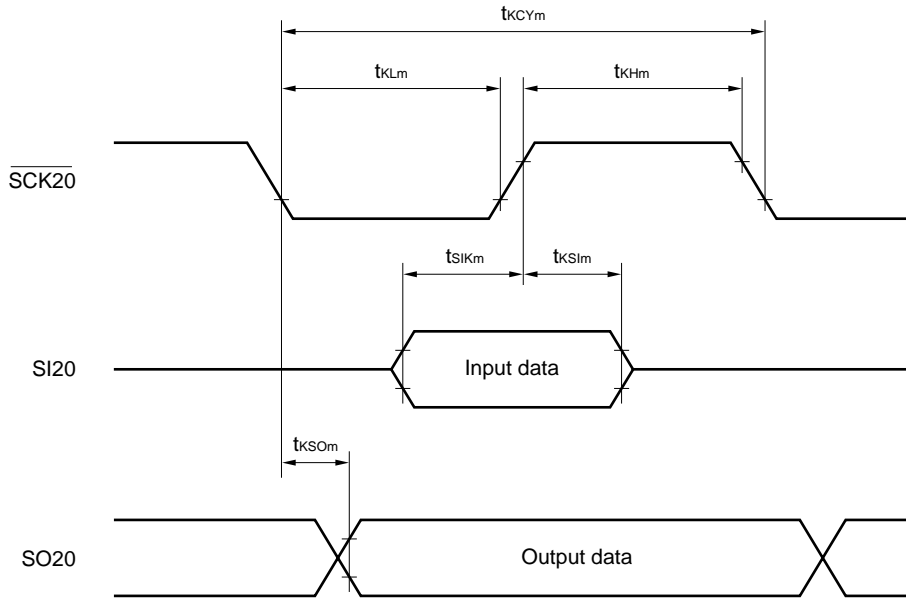 tKCYm
tKLm
tKHm
SCK20
tSIKm
tKSIm
SI20
Input data
tKSOm
SO20
Output data